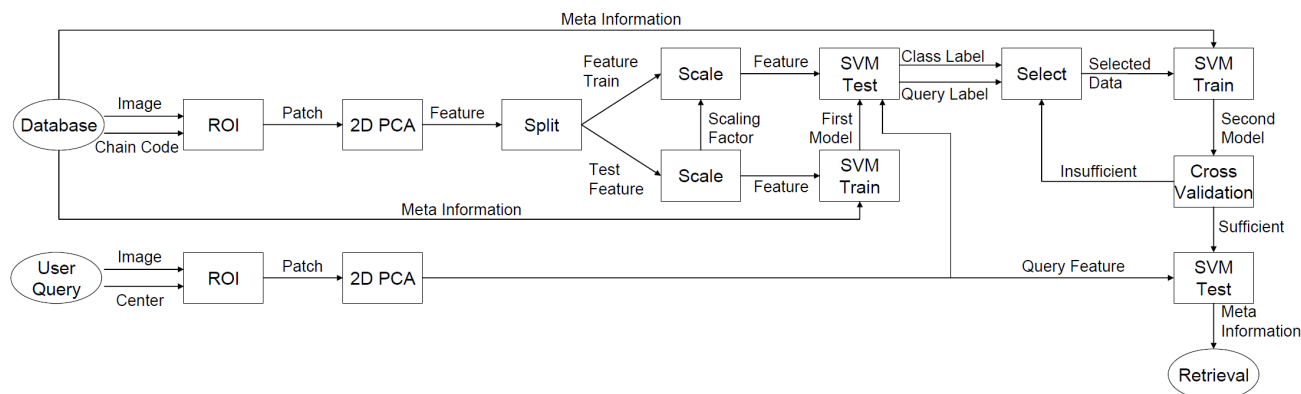 Meta Information
Image
Database
Chain Code
ROI
Patch
2D PCA
Feature
Split
Feature
Train
Test
Feature
Scale
Scaling
Factor
Scale
Feature
Feature
SVM
Test
First
Model
SVM
Train
Meta Information
Class Label
Query Label
Select
Selected
Data
SVM
Train
Second
Model
Insufficient
Cross
Validation
Sufficient
User
Query
Image
Center
ROI
Patch
2D PCA
Query Feature
SVM
Test
Meta
Information
Retrieval